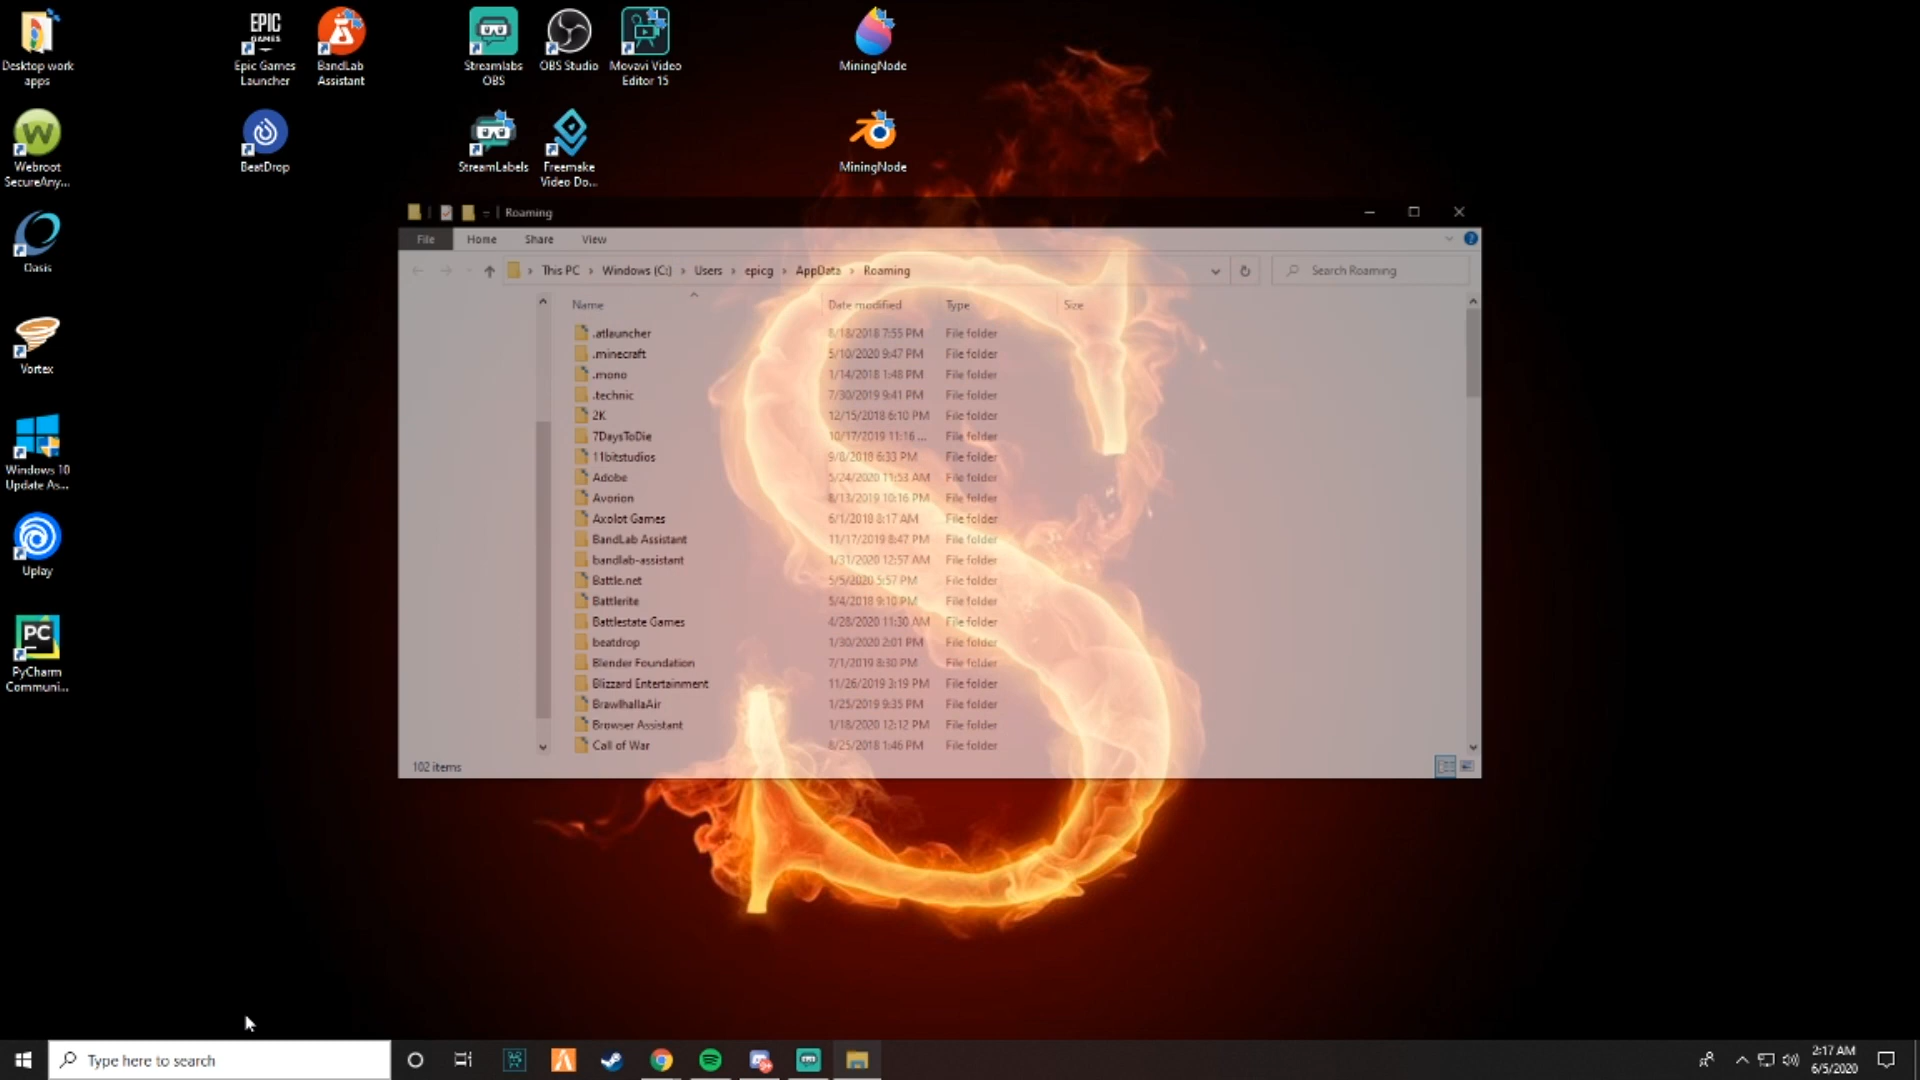 EPIC
GAMES
Desktop work
apps
Epic Games
Launcher
BandLab
Assistant
Streamlabs
OBS
OBS Studio
Movavi Video
Editor 15
MiningNode
W
Webroot
SecureAny...
BeatDrop
StreamLabels
Freemake
Video Do...
MiningNode
Oasis
Vortex
Windows 10
Update As...
Uplay
PC
PyCharm
Communi...
Roaming
File Home Share View
This PC › Windows (C:) › Users › epicg › AppData › Roaming
Search Roaming
Name Date modified Type Size
.atlauncher 8/18/2018 7:55 PM File folder
.minecraft 5/10/2020 9:47 PM File folder
.mono 1/14/2018 1:48 PM File folder
.technic 7/30/2019 9:41 PM File folder
2K 12/15/2018 6:10 PM File folder
7DaysToDie 10/17/2019 11:16 ... File folder
11bitstudios 9/8/2018 6:33 PM File folder
Adobe 5/24/2020 11:53 AM File folder
Avorion 8/13/2019 10:16 PM File folder
Axolot Games 6/1/2018 8:17 AM File folder
BandLab Assistant 11/17/2019 8:47 PM File folder
bandlab-assistant 1/31/2020 12:57 AM File folder
Battle.net 5/5/2020 5:57 PM File folder
Battlerite 5/4/2018 9:10 PM File folder
Battlestate Games 4/28/2020 11:30 AM File folder
beatdrop 1/30/2020 2:01 PM File folder
Blender Foundation 7/1/2019 8:30 PM File folder
Blizzard Entertainment 11/26/2019 3:19 PM File folder
BrawlhallaAir 1/25/2019 9:35 PM File folder
Browser Assistant 1/18/2020 12:12 PM File folder
Call of War 8/25/2018 1:46 PM File folder
102 items
S
Type here to search
2:17 AM
6/5/2020